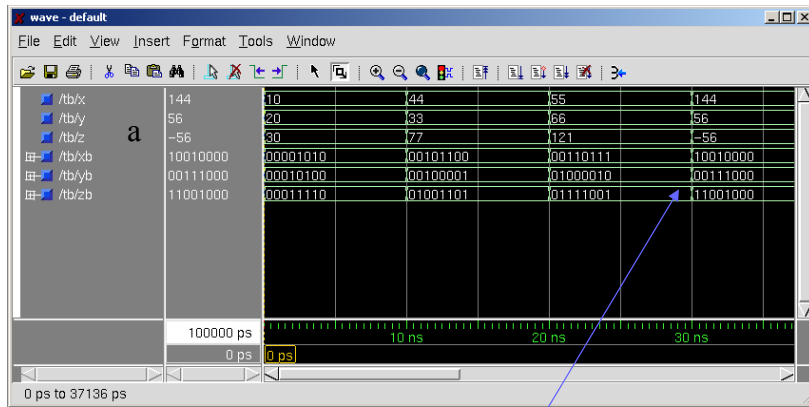 wave - default
File Edit View Insert Format Tools Window
/tb/x 144 10 44 55 144
/tb/y 56 20 33 66 56
/tb/z -56 30 77 121 -56
a
/tb/xb 10010000 00001010 00101100 00110111 10010000
/tb/yb 00111000 00010100 00100001 01000010 00111000
/tb/zb 11001000 00011110 01001101 01111001 11001000
100000 ps 10 ns 20 ns 30 ns
0 ps 0 ps
0 ps to 37136 ps